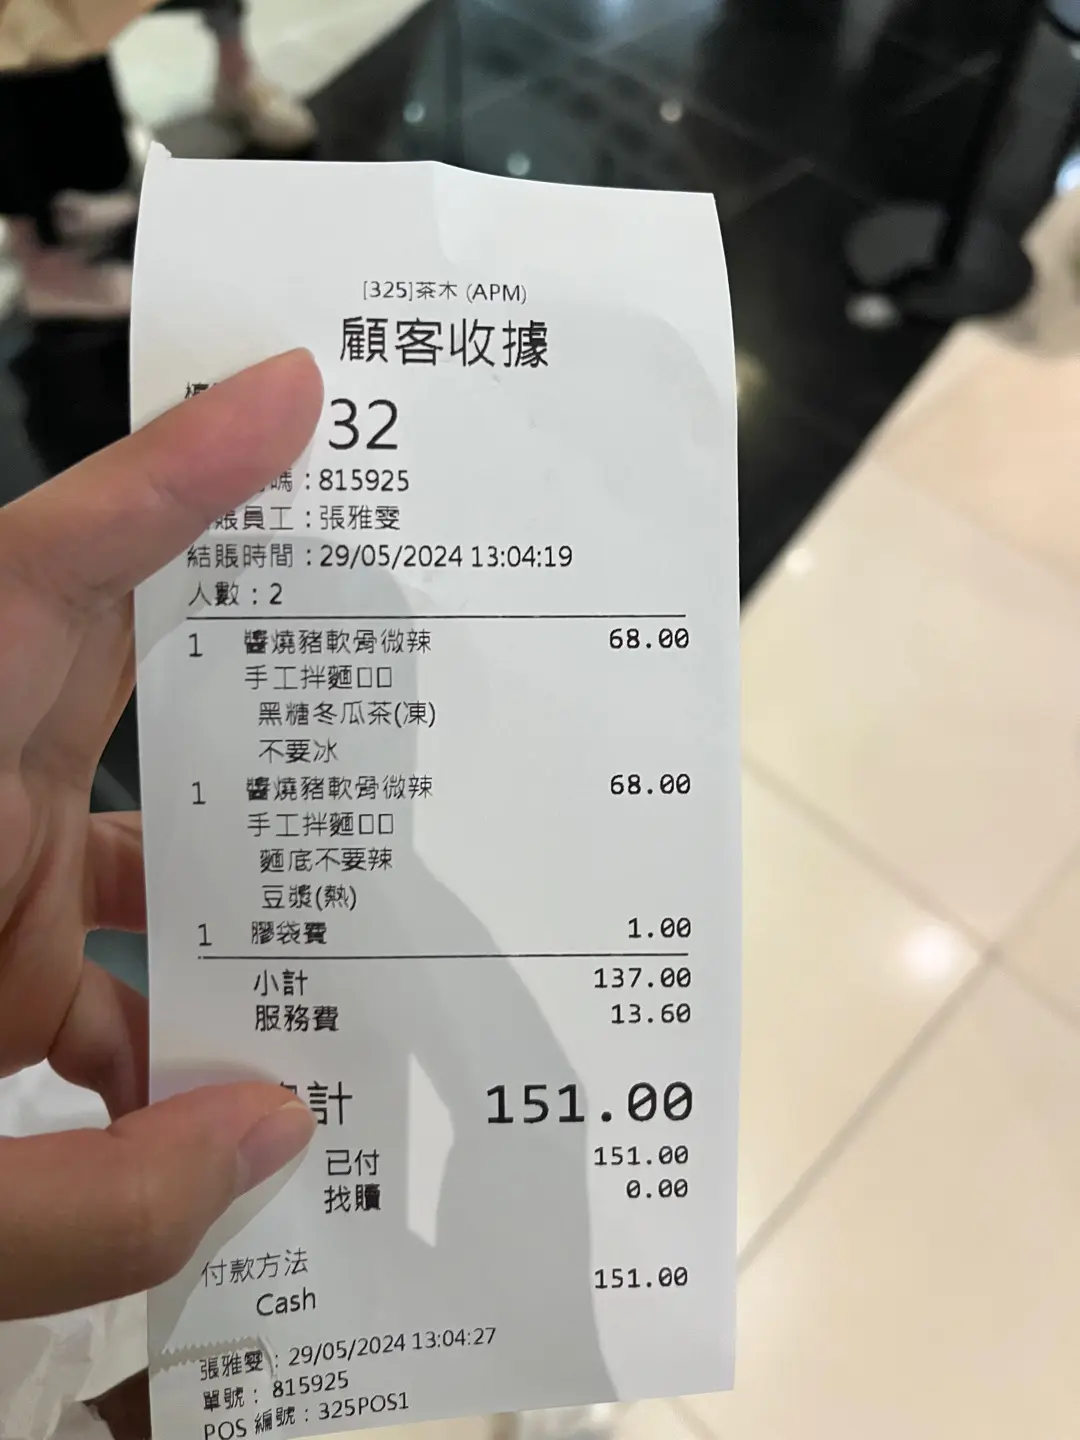 [325]茶木 (APM)
顧客收據
32
碼：815925
賬員工：張雅雯
結賬時間：29/05/2024 13:04:19
人數：2
1 醬燒豬軟骨微辣 68.00
手工拌麵□□
黑糖冬瓜茶(凍)
不要冰
1 醬燒豬軟骨微辣 68.00
手工拌麵□□
麵底不要辣
豆漿(熱)
1 膠袋費 1.00
小計 137.00
服務費 13.60
計 151.00
已付 151.00
找贖 0.00
付款方法
Cash 151.00
張雅雯：29/05/2024 13:04:27
單號：815925
POS 編號：325POS1